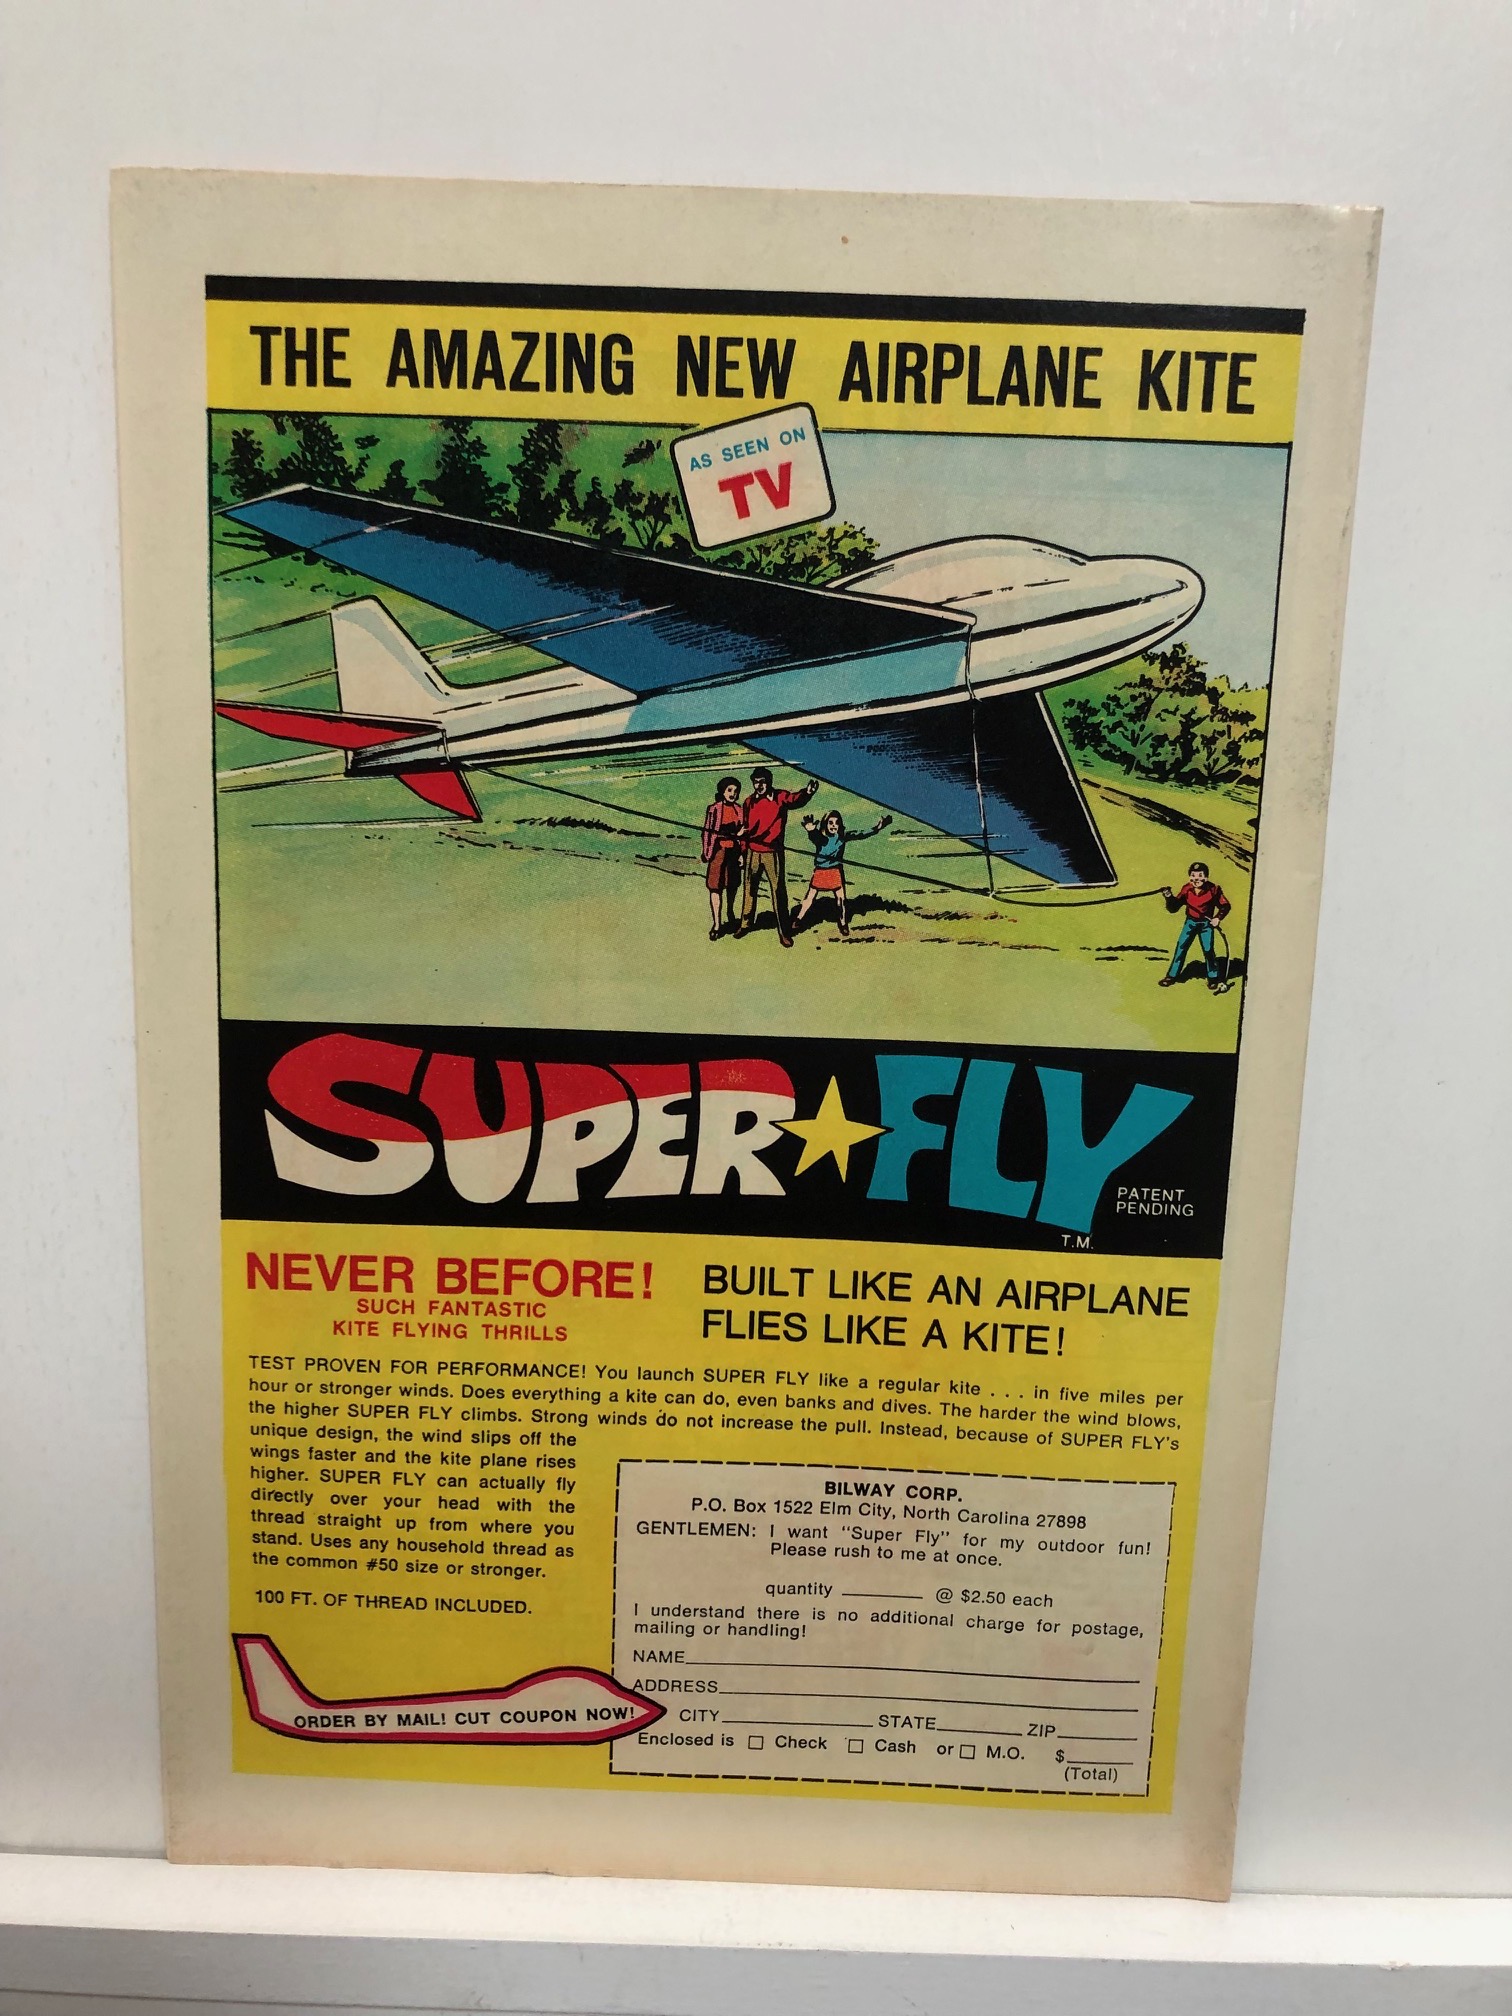 THE AMAZING NEW AIRPLANE KITE
AS SEEN ON
TV
SUPER FLY
PATENT
PENDING
T.M.
NEVER BEFORE!
SUCH FANTASTIC
KITE FLYING THRILLS
BUILT LIKE AN AIRPLANE
FLIES LIKE A KITE!
TEST PROVEN FOR PERFORMANCE! You launch SUPER FLY like a regular kite . . . in five miles per
hour or stronger winds. Does everything a kite can do, even banks and dives. The harder the wind blows,
the higher SUPER FLY climbs. Strong winds do not increase the pull. Instead, because of SUPER FLY's
unique design, the wind slips off the
wings faster and the kite plane rises
higher. SUPER FLY can actually fly
directly over your head with the
thread straight up from where you
stand. Uses any household thread as
the common #50 size or stronger.
100 FT. OF THREAD INCLUDED.
ORDER BY MAIL! CUT COUPON NOW!
BILWAY CORP.
P.O. Box 1522 Elm City, North Carolina 27898
GENTLEMEN: I want "Super Fly" for my outdoor fun!
Please rush to me at once.
quantity ________ @ $2.50 each
I understand there is no additional charge for postage,
mailing or handling!
NAME
ADDRESS
CITY STATE ZIP
Enclosed is □ Check □ Cash or □ M.O. $
(Total)